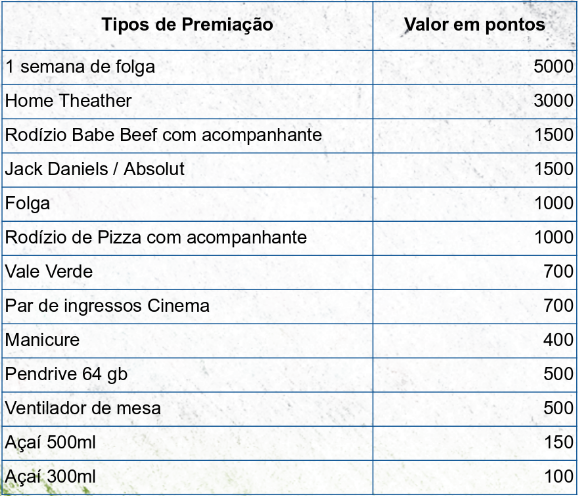 Tipos de Premiação Valor em pontos
1 semana de folga 5000
Home Theather 3000
Rodízio Babe Beef com acompanhante 1500
Jack Daniels / Absolut 1500
Folga 1000
Rodízio de Pizza com acompanhante 1000
Vale Verde 700
Par de ingressos Cinema 700
Manicure 400
Pendrive 64 gb 500
Ventilador de mesa 500
Açaí 500ml 150
Açaí 300ml 100